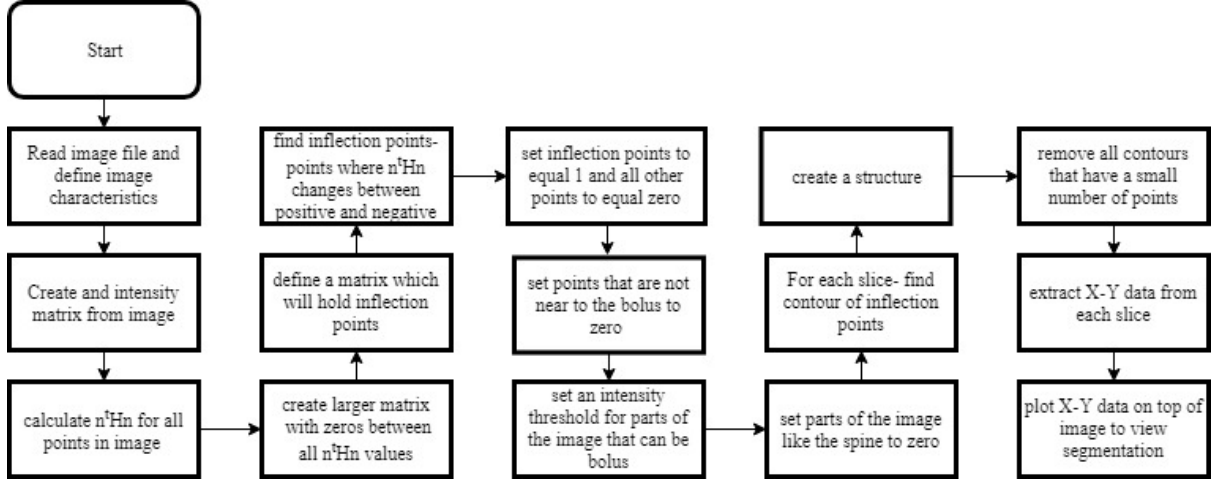 Start
Read image file and
define image
characteristics
Create and intensity
matrix from image
calculate nᵗHn for all
points in image
create larger matrix
with zeros between
all nᵗHn values
define a matrix which
will hold inflection
points
find inflection points-
points where nᵗHn
changes between
positive and negative
set inflection points to
equal 1 and all other
points to equal zero
set points that are not
near to the bolus to
zero
set an intensity
threshold for parts of
the image that can be
bolus
set parts of the image
like the spine to zero
For each slice- find
contour of inflection
points
create a structure
remove all contours
that have a small
number of points
extract X-Y data from
each slice
plot X-Y data on top of
image to view
segmentation